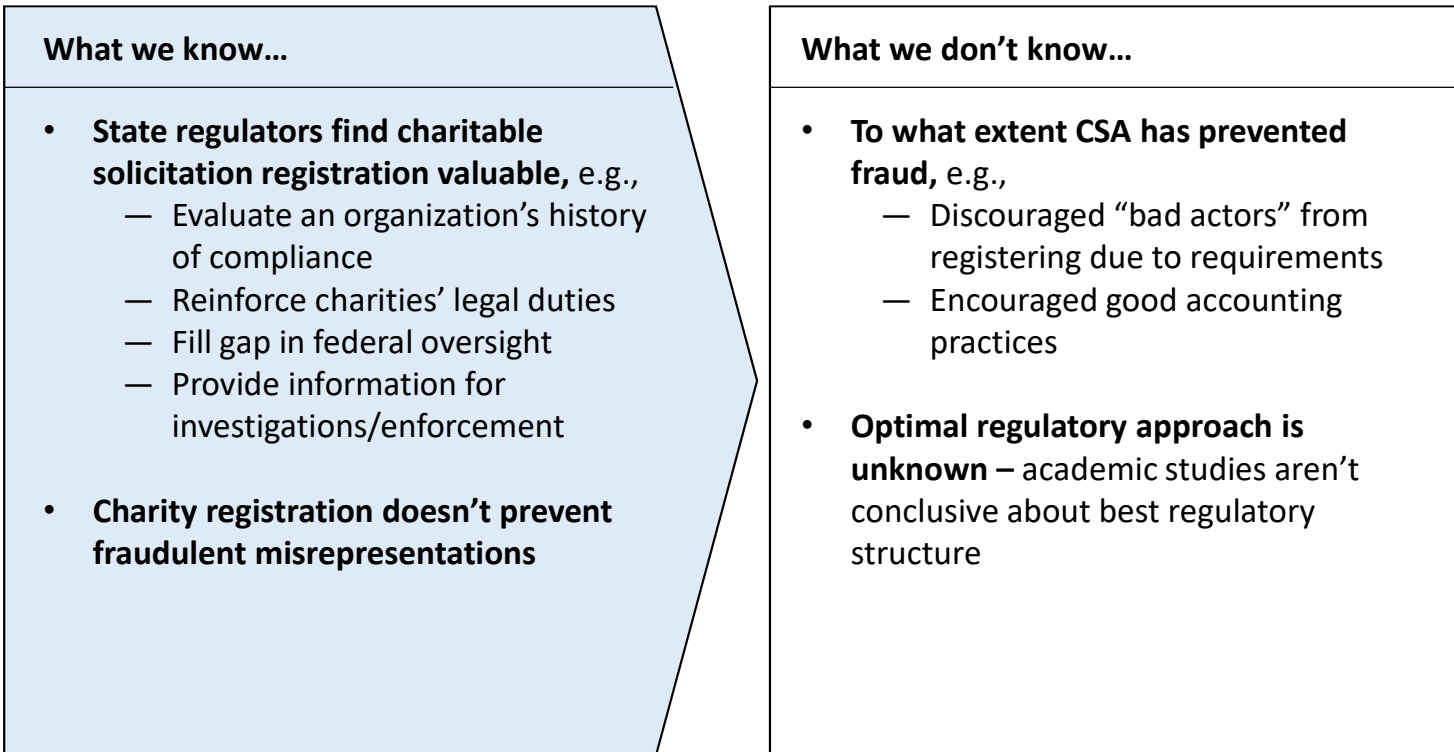 What we know…
• State regulators find charitable
solicitation registration valuable, e.g.,
— Evaluate an organization’s history
of compliance
— Reinforce charities’ legal duties
— Fill gap in federal oversight
— Provide information for
investigations/enforcement
• Charity registration doesn’t prevent
fraudulent misrepresentations
What we don’t know…
• To what extent CSA has prevented
fraud, e.g.,
— Discouraged “bad actors” from
registering due to requirements
— Encouraged good accounting
practices
• Optimal regulatory approach is
unknown – academic studies aren’t
conclusive about best regulatory
structure